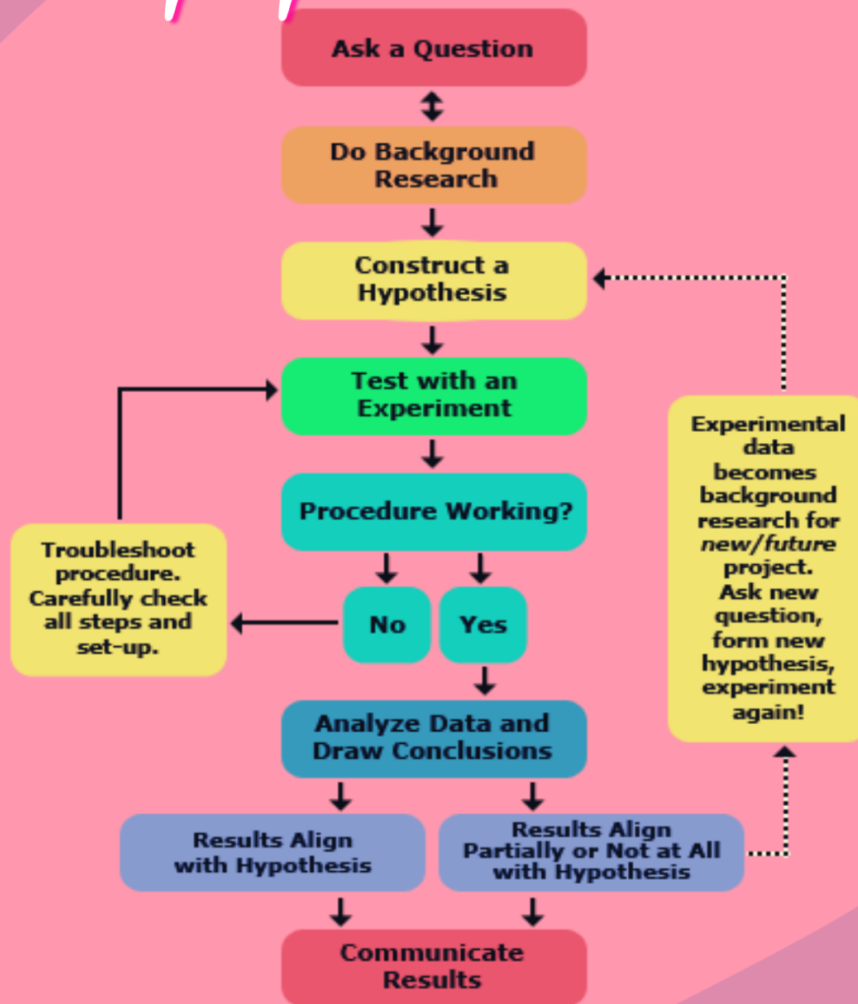 Ask a Question
Do Background
Research
Construct a
Hypothesis
Test with an
Experiment
Procedure Working?
No
Yes
Troubleshoot
procedure.
Carefully check
all steps and
set-up.
Analyze Data and
Draw Conclusions
Results Align
with Hypothesis
Results Align
Partially or Not at All
with Hypothesis
Experimental
data
becomes
background
research for
new/future
project.
Ask new
question,
form new
hypothesis,
experiment
again!
Communicate
Results